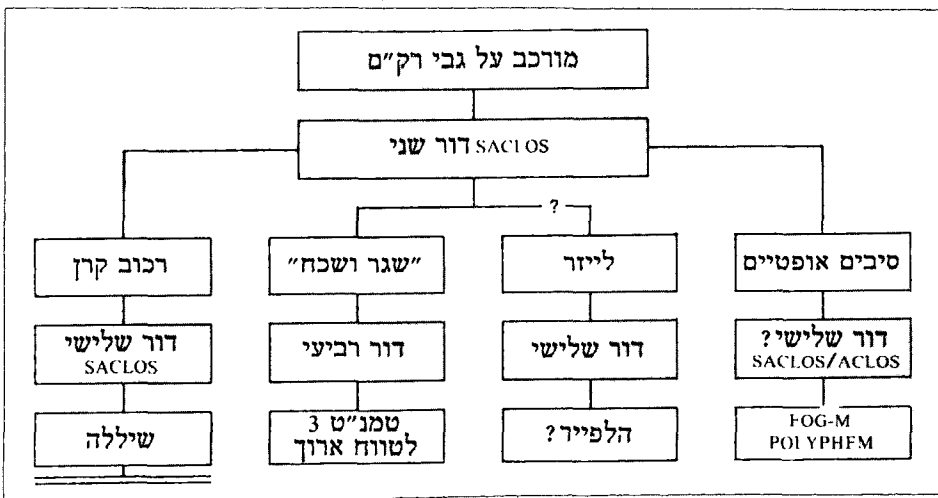 מורכב על גבי רק״ם
דור שני SACLOS
?
סיבים אופטיים
לייזר
״שגר ושכח״
רכוב קרן
דור שלישי?
SACLOS/ACLOS
דור שלישי
דור רביעי
דור שלישי
SACLOS
FOG-M
POLYPHEM
הלפייר?
טמנ״ט 3
לטווח ארוך
שיללה